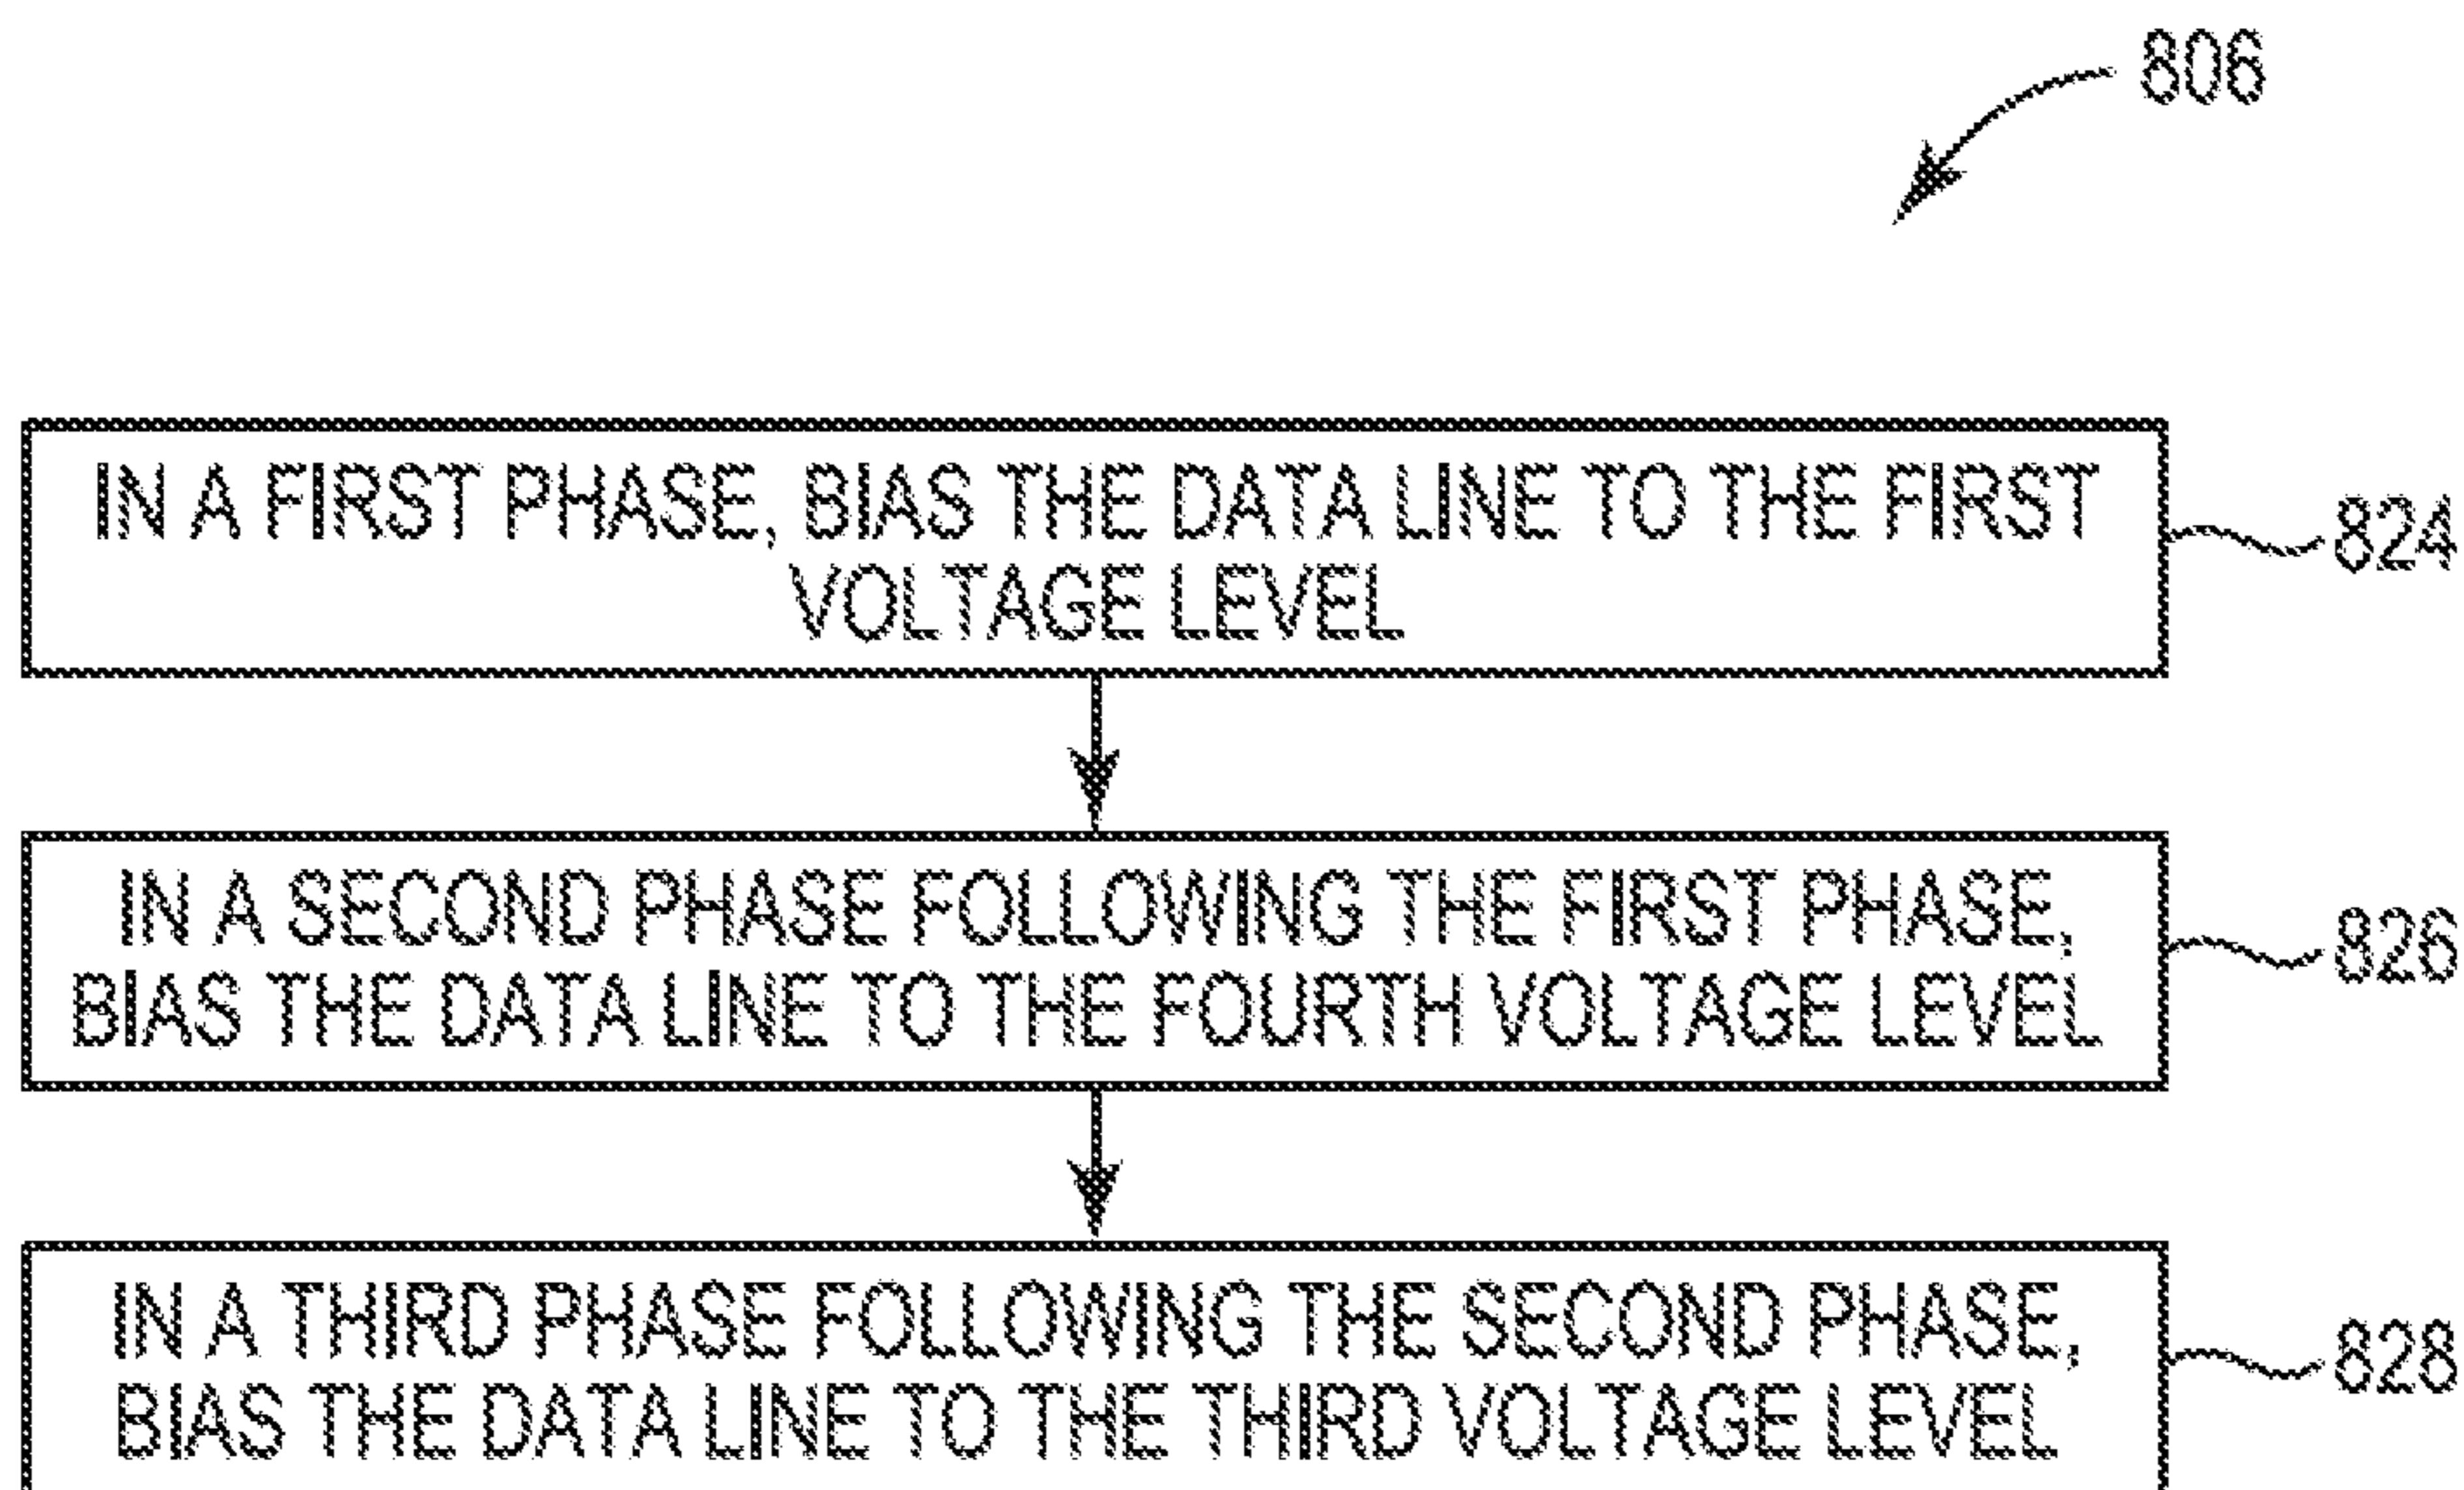 806
IN A FIRST PHASE, BIAS THE DATA LINE TO THE FIRST
VOLTAGE LEVEL
824
IN A SECOND PHASE FOLLOWING THE FIRST PHASE,
BIAS THE DATA LINE TO THE FOURTH VOLTAGE LEVEL
826
IN A THIRD PHASE FOLLOWING THE SECOND PHASE,
BIAS THE DATA LINE TO THE THIRD VOLTAGE LEVEL
828